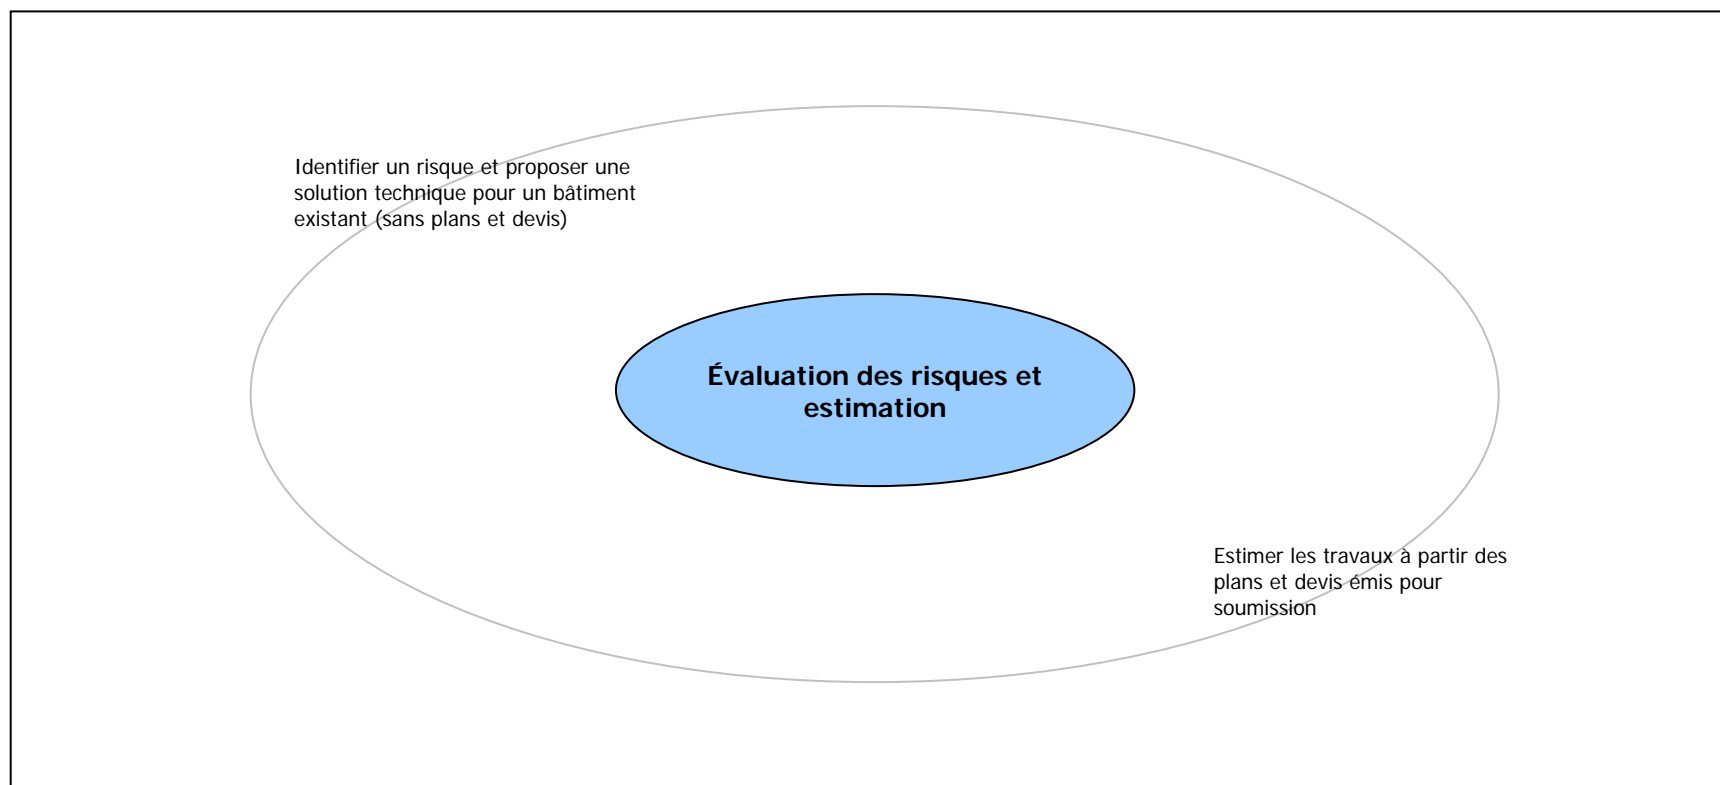 Identifier un risque et proposer une
solution technique pour un bâtiment
existant (sans plans et devis)
Évaluation des risques et
estimation
Estimer les travaux à partir des
plans et devis émis pour
soumission